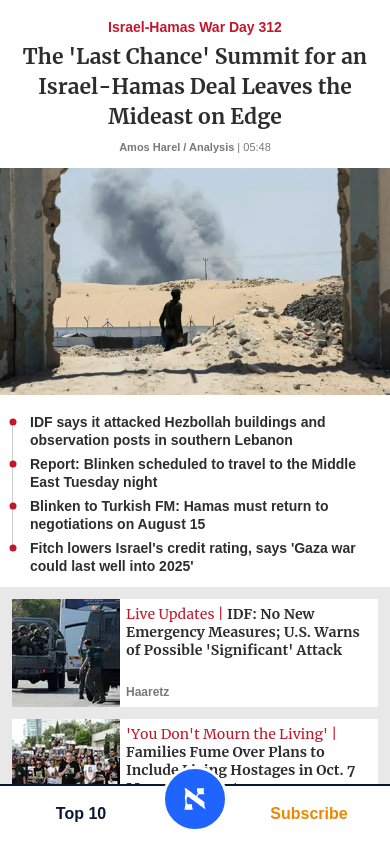 Israel-Hamas War Day 312
The 'Last Chance' Summit for an
Israel-Hamas Deal Leaves the
Mideast on Edge
Amos Harel / Analysis | 05:48
IDF says it attacked Hezbollah buildings and
observation posts in southern Lebanon
Report: Blinken scheduled to travel to the Middle
East Tuesday night
Blinken to Turkish FM: Hamas must return to
negotiations on August 15
Fitch lowers Israel's credit rating, says 'Gaza war
could last well into 2025'
Live Updates | IDF: No New
Emergency Measures; U.S. Warns
of Possible 'Significant' Attack
Haaretz
'You Don't Mourn the Living' |
Families Fume Over Plans to
Include Living Hostages in Oct. 7
Top 10
Subscribe